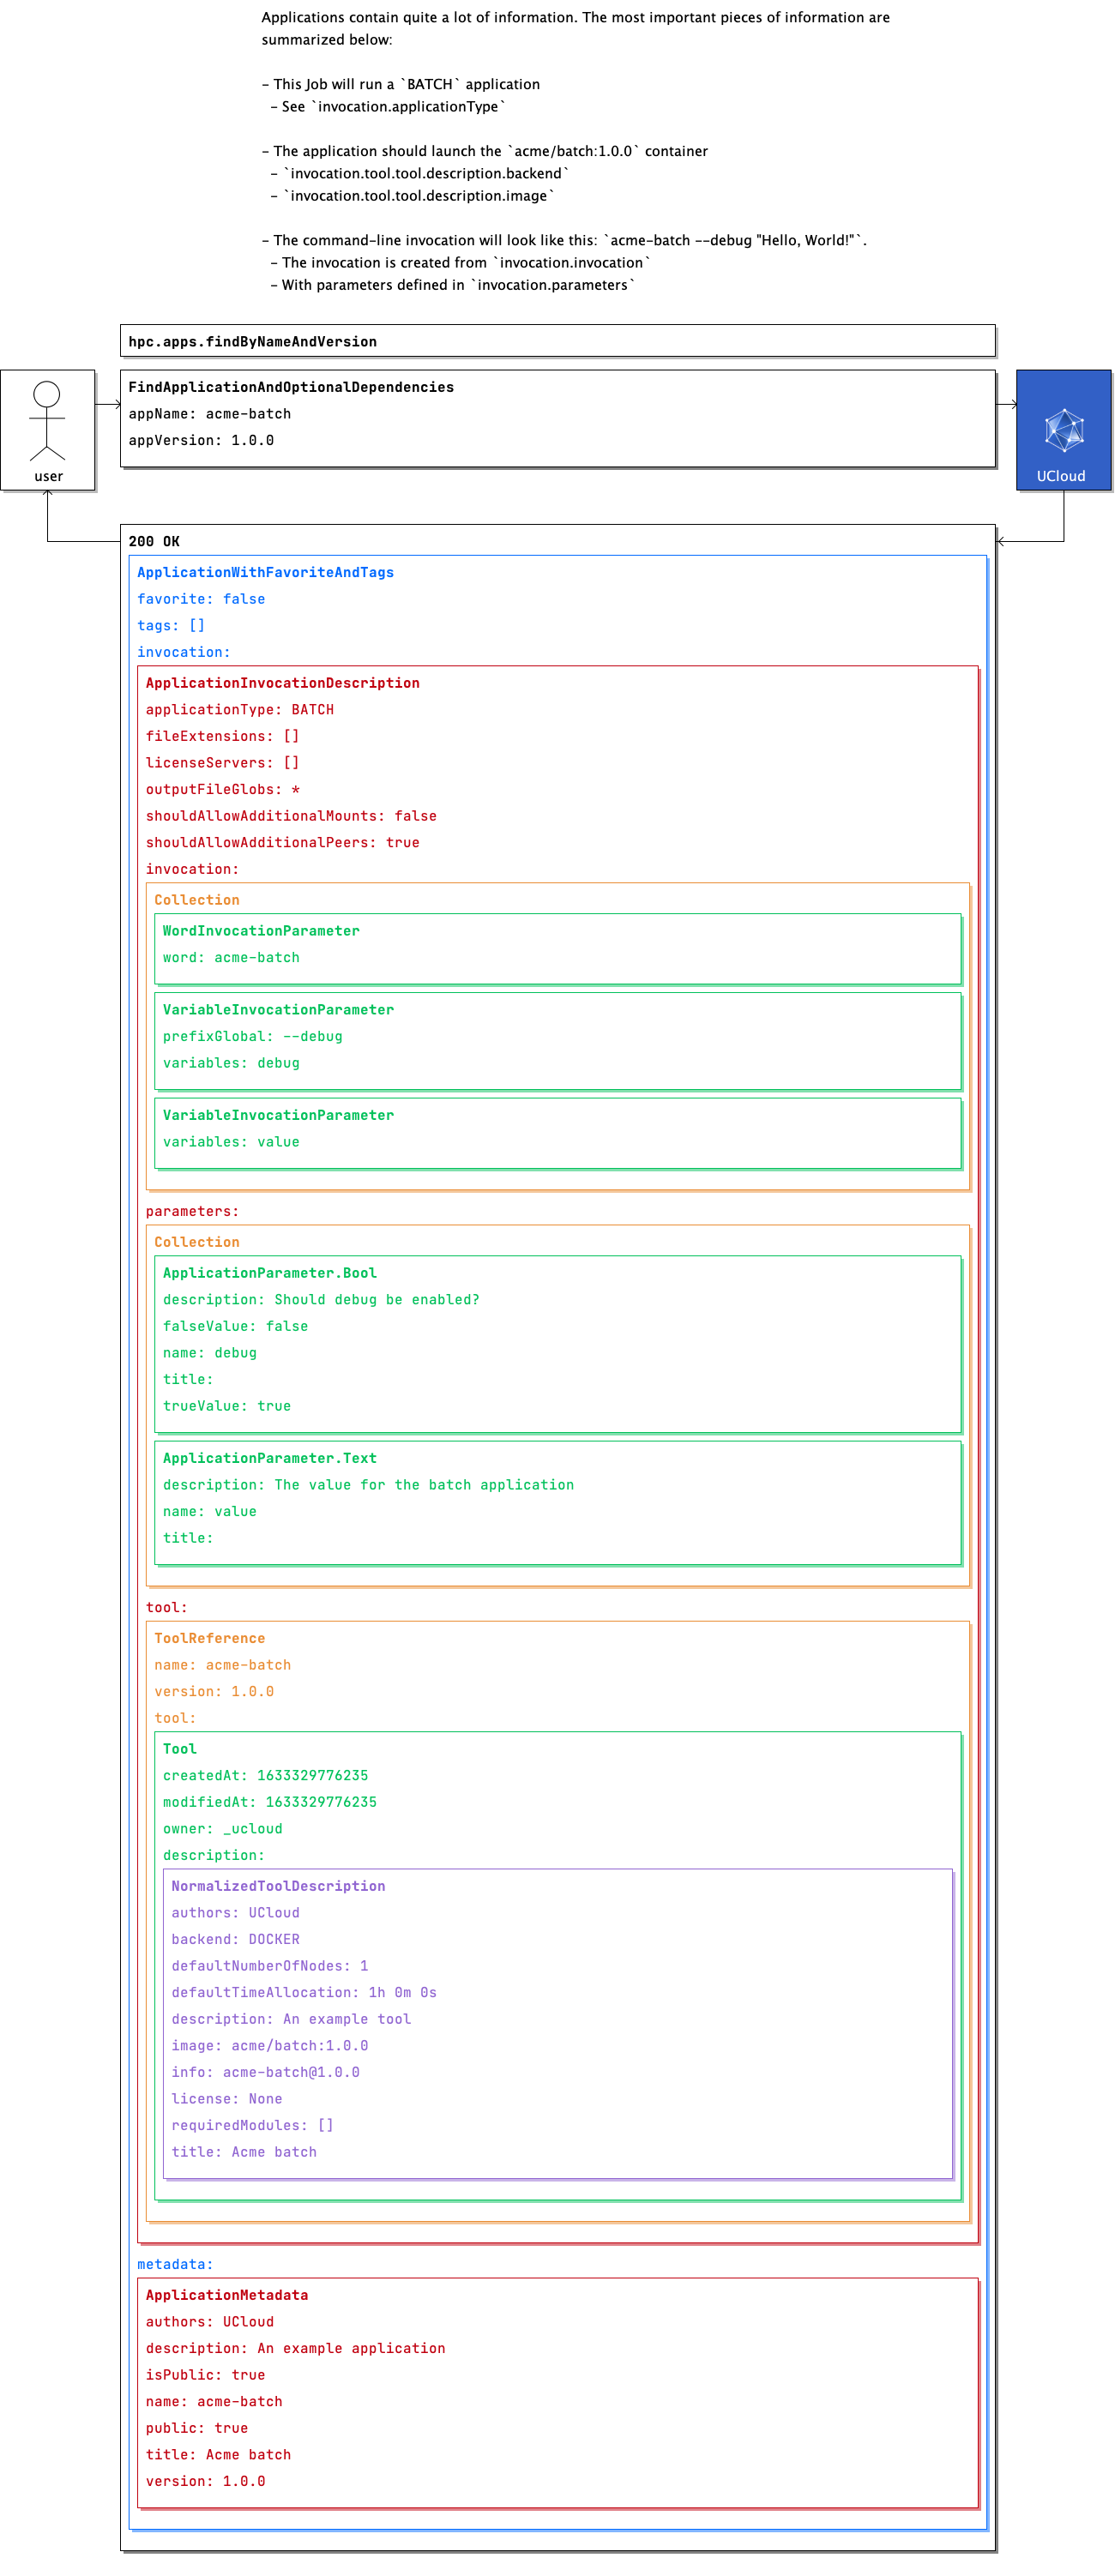 Applications contain quite a lot of information. The most important pieces of information are
summarized below:
- This Job will run a `BATCH` application
- See `invocation.applicationType`
- The application should launch the `acme/batch:1.0.0` container
- `invocation.tool.tool.description.backend`
- `invocation.tool.tool.description.image`
- The command-line invocation will look like this: `acme-batch --debug "Hello, World!"`.
- The invocation is created from `invocation.invocation`
- With parameters defined in `invocation.parameters`
hpc.apps.findByNameAndVersion
FindApplicationAndOptionalDependencies
appName: acme-batch
appVersion: 1.0.0
user
UCloud
200 OK
ApplicationWithFavoriteAndTags
favorite: false
tags: []
invocation:
ApplicationInvocationDescription
applicationType: BATCH
fileExtensions: []
licenseServers: []
outputFileGlobs: *
shouldAllowAdditionalMounts: false
shouldAllowAdditionalPeers: true
invocation:
Collection
WordInvocationParameter
word: acme-batch
VariableInvocationParameter
prefixGlobal: --debug
variables: debug
VariableInvocationParameter
variables: value
parameters:
Collection
ApplicationParameter.Bool
description: Should debug be enabled?
falseValue: false
name: debug
title:
trueValue: true
ApplicationParameter.Text
description: The value for the batch application
name: value
title:
tool:
ToolReference
name: acme-batch
version: 1.0.0
tool:
Tool
createdAt: 1633329776235
modifiedAt: 1633329776235
owner: _ucloud
description:
NormalizedToolDescription
authors: UCloud
backend: DOCKER
defaultNumberOfNodes: 1
defaultTimeAllocation: 1h 0m 0s
description: An example tool
image: acme/batch:1.0.0
info: acme-batch@1.0.0
license: None
requiredModules: []
title: Acme batch
metadata:
ApplicationMetadata
authors: UCloud
description: An example application
isPublic: true
name: acme-batch
public: true
title: Acme batch
version: 1.0.0